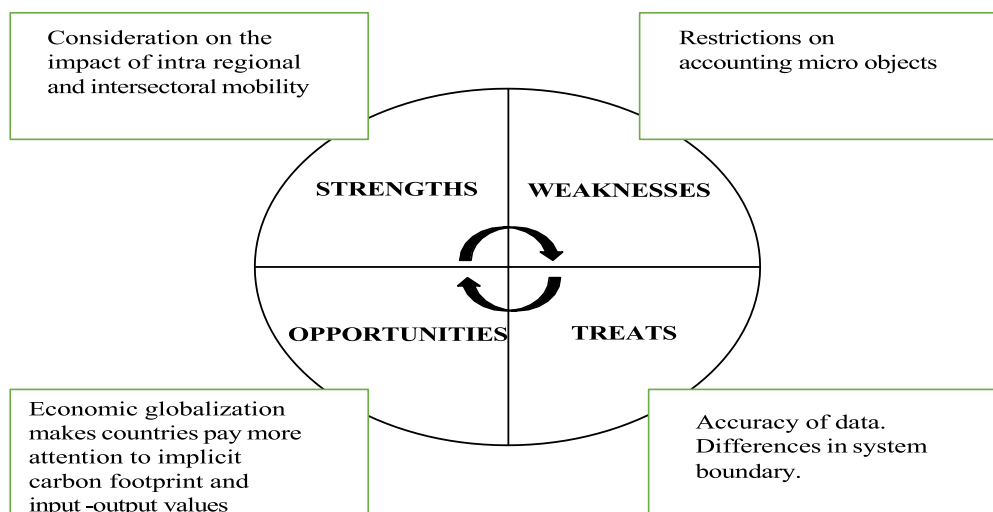 Consideration on the
impact of intra regional
and intersectoral mobility
Restrictions on
accounting micro objects
STRENGTHS
WEAKNESSES
OPPORTUNITIES
TREATS
Economic globalization
makes countries pay more
attention to implicit
carbon footprint and
input -output values
Accuracy of data.
Differences in system
boundary.